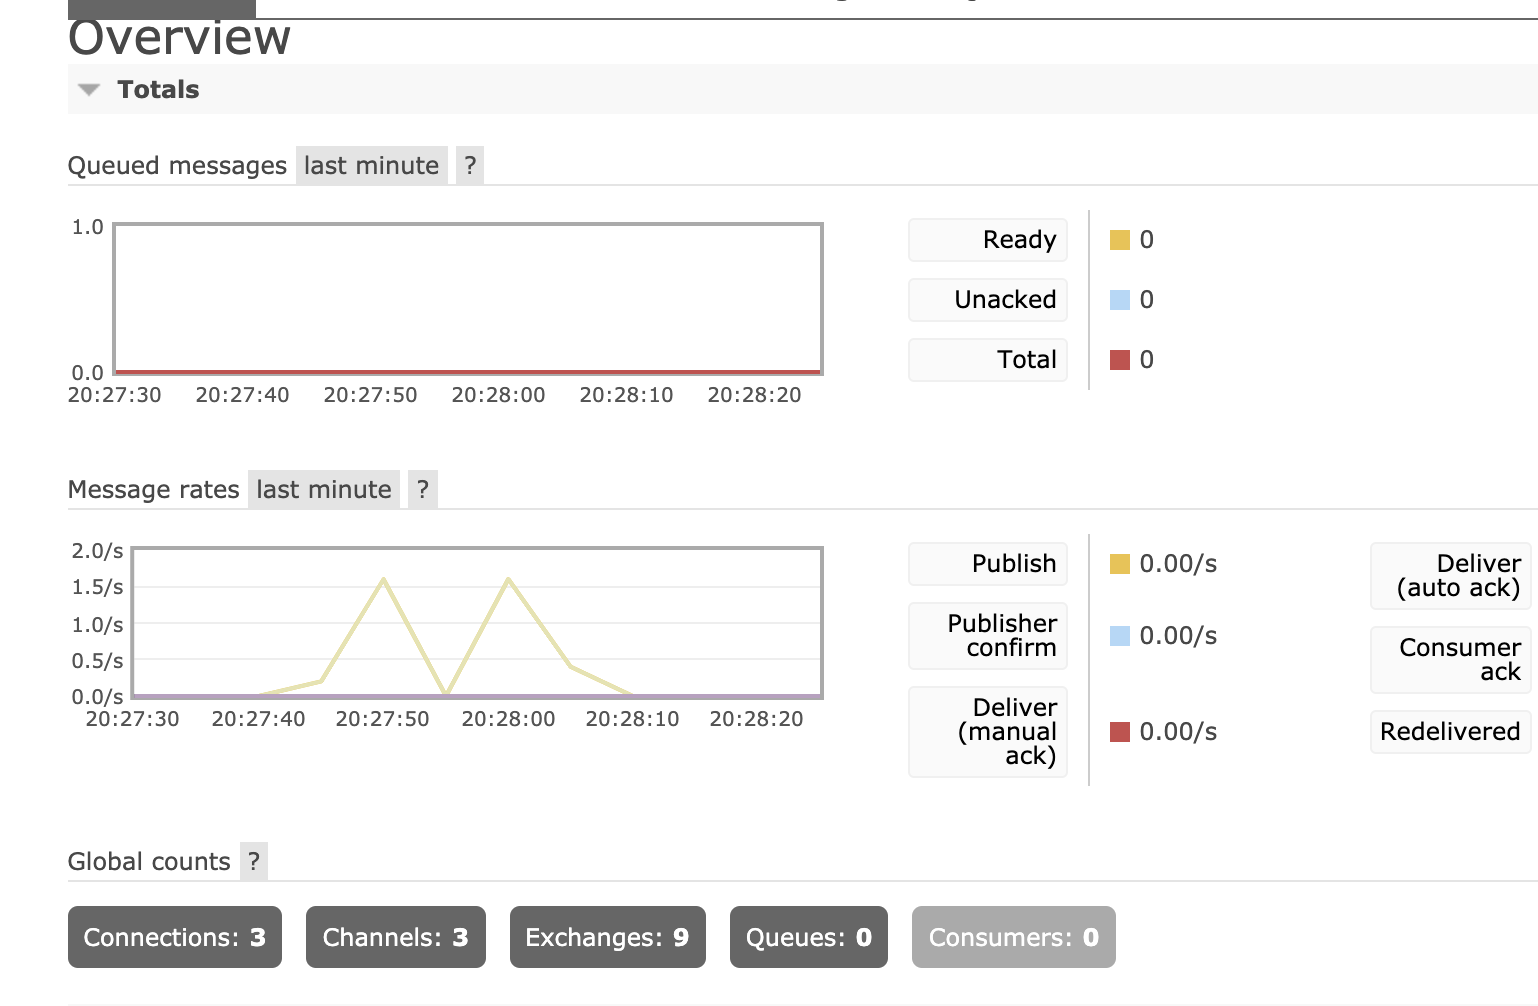 Overview
Totals
Queued messages last minute ?
1.0
0.0
20:27:30 20:27:40 20:27:50 20:28:00 20:28:10 20:28:20
Ready 0
Unacked 0
Total 0
Message rates last minute ?
2.0/s
1.5/s
1.0/s
0.5/s
0.0/s
20:27:30 20:27:40 20:27:50 20:28:00 20:28:10 20:28:20
Publish 0.00/s
Publisher
confirm 0.00/s
Deliver
(manual
ack) 0.00/s
Deliver
(auto ack)
Consumer
ack
Redelivered
Global counts ?
Connections: 3 Channels: 3 Exchanges: 9 Queues: 0 Consumers: 0